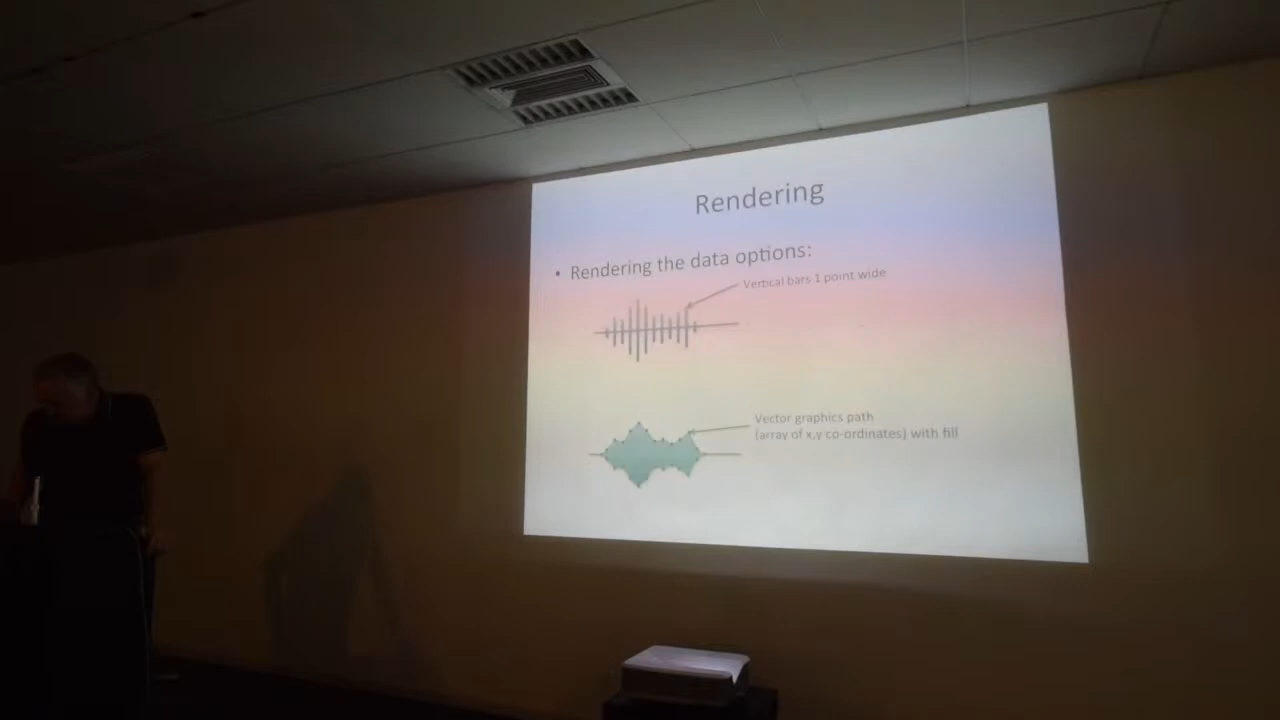 Rendering
• Rendering the data options:
Vertical bars 1 point wide
Vector graphics path
(array of x,y co-ordinates) with fill